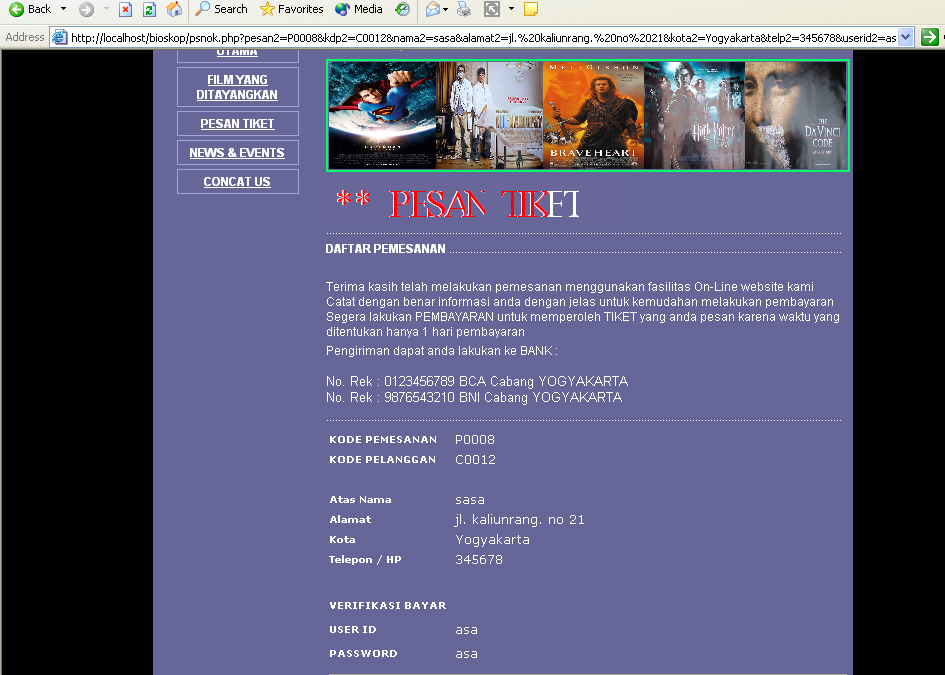 Back
Search
Favorites
Media
Address
http://localhost/bioskop/psnok.php?pesan2=P0008&kdp2=C0012&nama2=sasa&alamat2=jl.%20kaliunrang.%20no%2021&kota2=Yogyakarta&telp2=345678&userid2=as
UTAMA
FILM YANG
DITAYANGKAN
PESAN TIKET
NEWS & EVENTS
CONCAT US
MEL GIBSON
BRAVEHEART
Harry Potter
THE
DA VINCI
CODE
** PESAN TIKET
DAFTAR PEMESANAN
Terima kasih telah melakukan pemesanan menggunakan fasilitas On-Line website kami
Catat dengan benar informasi anda dengan jelas untuk kemudahan melakukan pembayaran
Segera lakukan PEMBAYARAN untuk memperoleh TIKET yang anda pesan karena waktu yang
ditentukan hanya 1 hari pembayaran
Pengiriman dapat anda lakukan ke BANK :
No. Rek : 0123456789 BCA Cabang YOGYAKARTA
No. Rek : 9876543210 BNI Cabang YOGYAKARTA
KODE PEMESANAN P0008
KODE PELANGGAN C0012
Atas Nama sasa
Alamat jl. kaliunrang. no 21
Kota Yogyakarta
Telepon / HP 345678
VERIFIKASI BAYAR
USER ID asa
PASSWORD asa